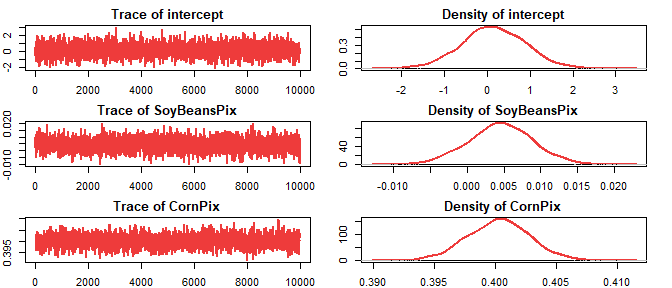 Trace of intercept
2
0
-2
0 2000 4000 6000 8000 10000
Density of intercept
0.3
0.0
-2 -1 0 1 2 3
Trace of SoyBeansPix
0.020
-0.010
0 2000 4000 6000 8000 10000
Density of SoyBeansPix
40
0
-0.010 0.000 0.005 0.010 0.015 0.020
Trace of CornPix
0.395
0 2000 4000 6000 8000 10000
Density of CornPix
100
0
0.390 0.395 0.400 0.405 0.410